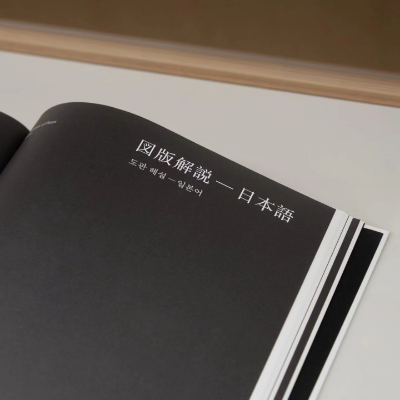 図版解説 — 日本語
도판 해설 — 일본어